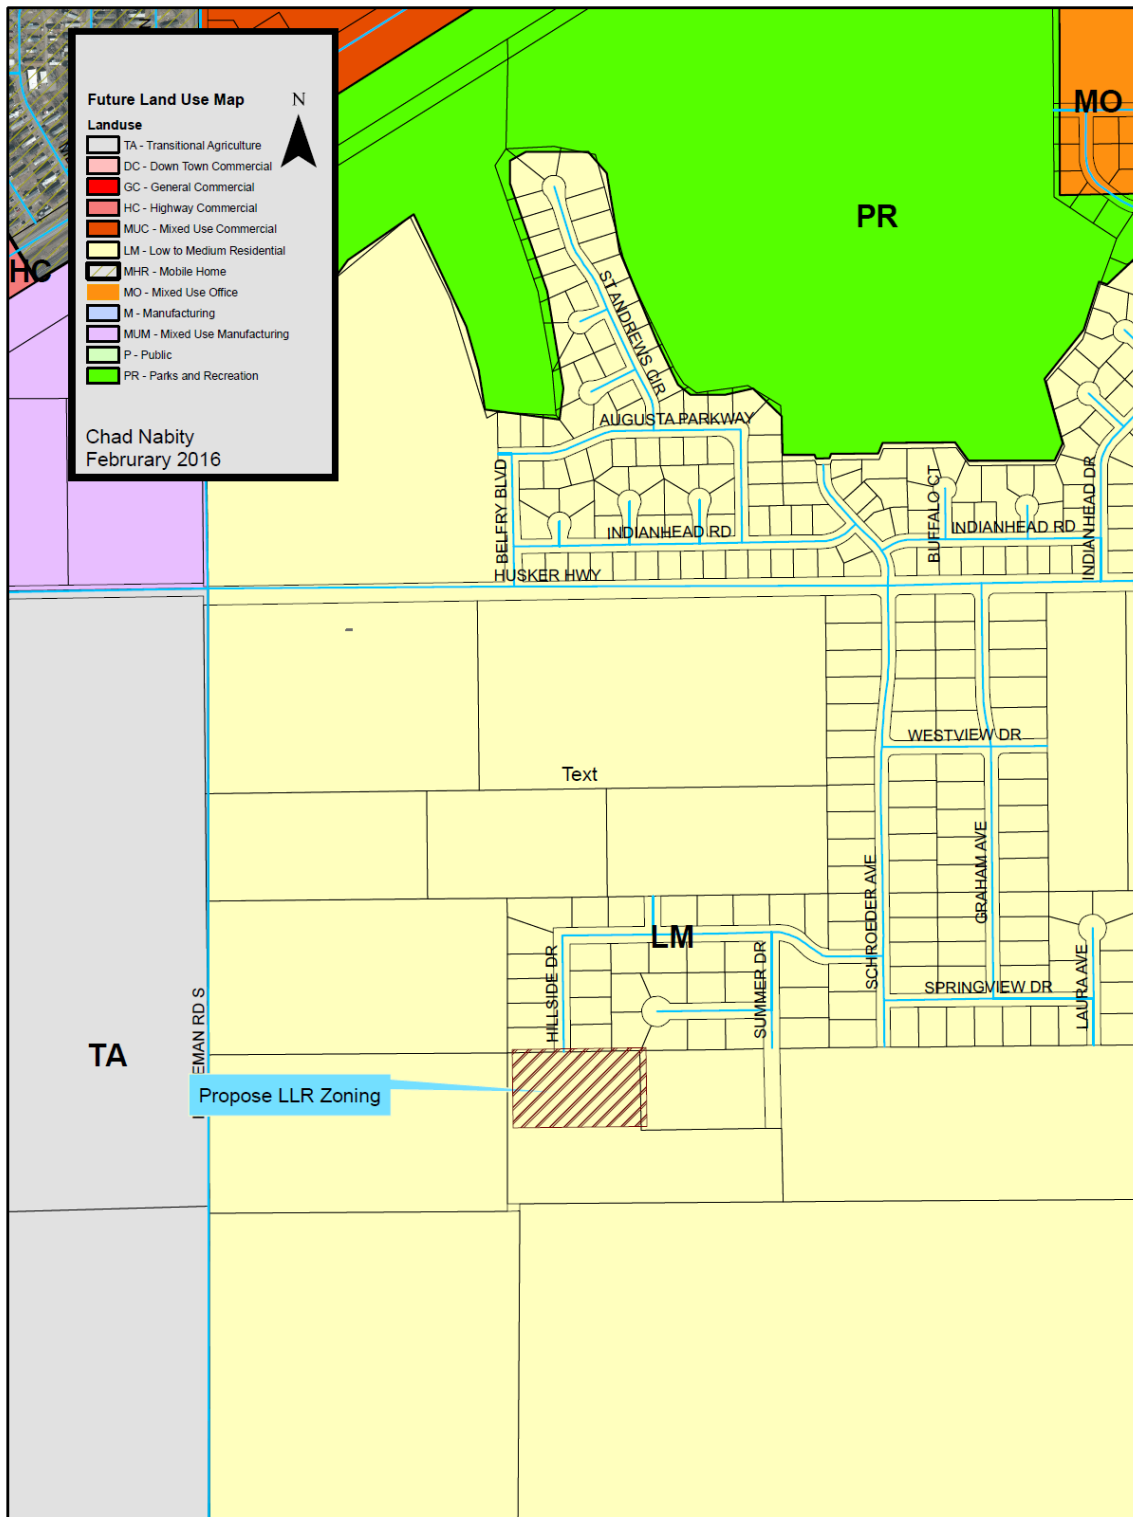 Future Land Use Map
N
Landuse
TA - Transitional Agriculture
DC - Down Town Commercial
GC - General Commercial
HC - Highway Commercial
MUC - Mixed Use Commercial
LM - Low to Medium Residential
MHR - Mobile Home
MO - Mixed Use Office
M - Manufacturing
MUM - Mixed Use Manufacturing
P - Public
PR - Parks and Recreation
Chad Nabity
Februrary 2016
HC
MO
PR
ST ANDREWS CIR
AUGUSTA PARKWAY
BELFRY BLVD
INDIANHEAD RD
BUFFALO CT
INDIANHEAD RD
INDIANHEAD DR
HUSKER HWY
WESTVIEW DR
Text
GRAHAM AVE
SCHROEDER AVE
LM
HILLSIDE DR
SUMMER DR
SPRINGVIEW DR
LAURA AVE
EMAN RD S
TA
Propose LLR Zoning